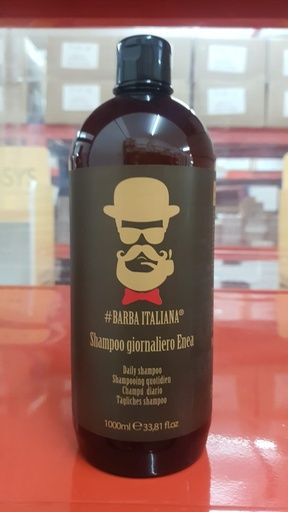 #BARBA ITALIANA®
Shampoo giornaliero Enea
Daily shampoo
Shampooing quotidien
Champú diario
Tägliches shampoo
1000ml ℮ 33,81 fl.oz